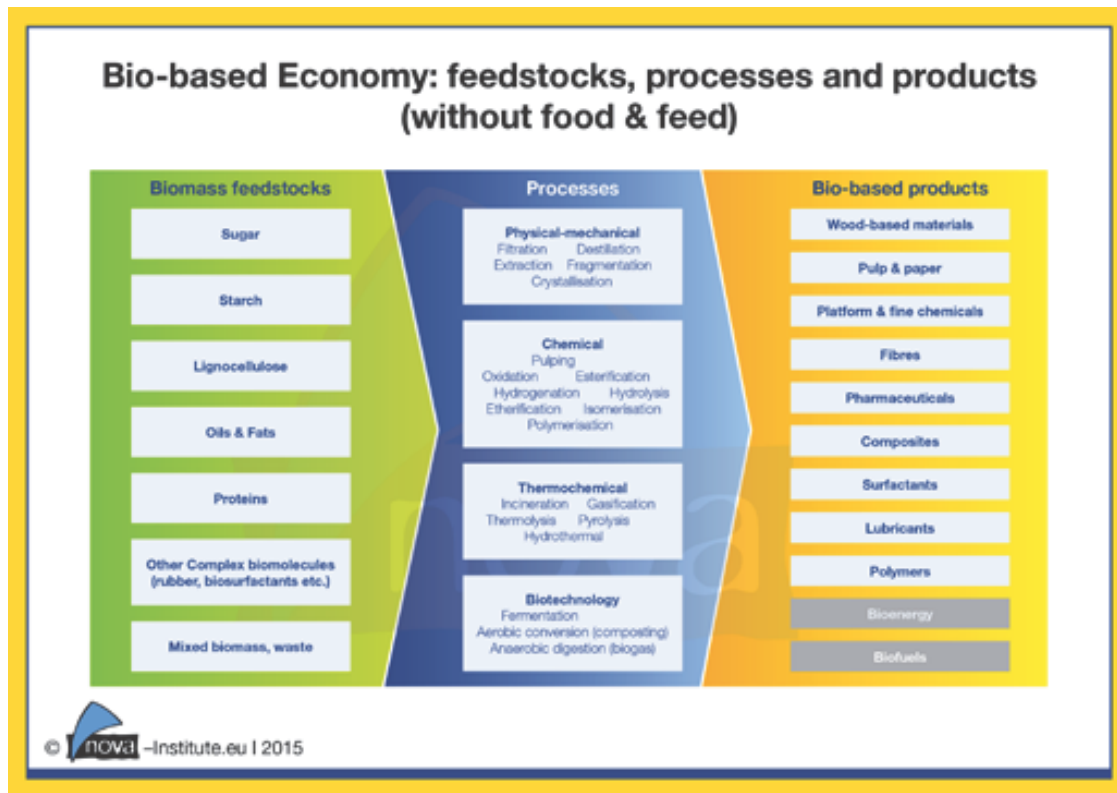 Bio-based Economy: feedstocks, processes and products
(without food & feed)
Biomass feedstocks
Sugar
Starch
Lignocellulose
Oils & Fats
Proteins
Other Complex biomolecules
(rubber, biosurfactants etc.)
Mixed biomass, waste
Processes
Physical-mechanical
Filtration Destillation
Extraction Fragmentation
Crystallisation
Chemical
Pulping
Oxidation Esterification
Hydrogenation Hydrolysis
Etherification Isomerisation
Polymerisation
Thermochemical
Incineration Gasification
Thermolysis Pyrolysis
Hydrothermal
Biotechnology
Fermentation
Aerobic conversion (composting)
Anaerobic digestion (biogas)
Bio-based products
Wood-based materials
Pulp & paper
Platform & fine chemicals
Fibres
Pharmaceuticals
Composites
Surfactants
Lubricants
Polymers
Bioenergy
Biofuels
nova
© nova –Institute.eu | 2015